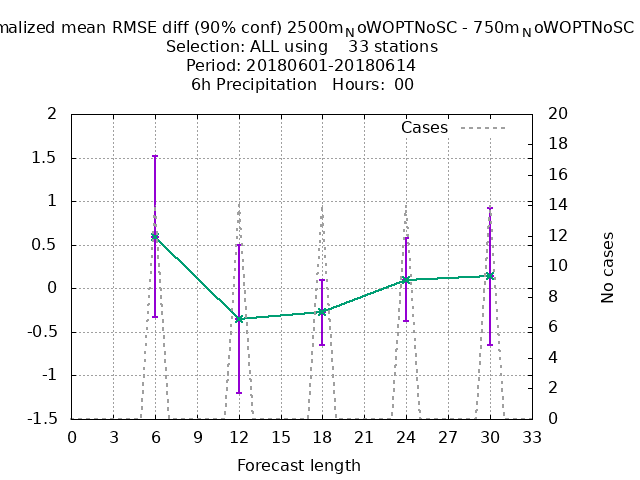 malized mean RMSE diff (90% conf) 2500m_NoWOPTNoSC - 750m_NoWOPTNoSC
Selection: ALL using 33 stations
Period: 20180601-20180614
6h Precipitation Hours: 00
Cases
2
1.5
1
0.5
0
-0.5
-1
-1.5
20
18
16
14
12
10
8
6
4
2
0
No cases
0 3 6 9 12 15 18 21 24 27 30 33
Forecast length